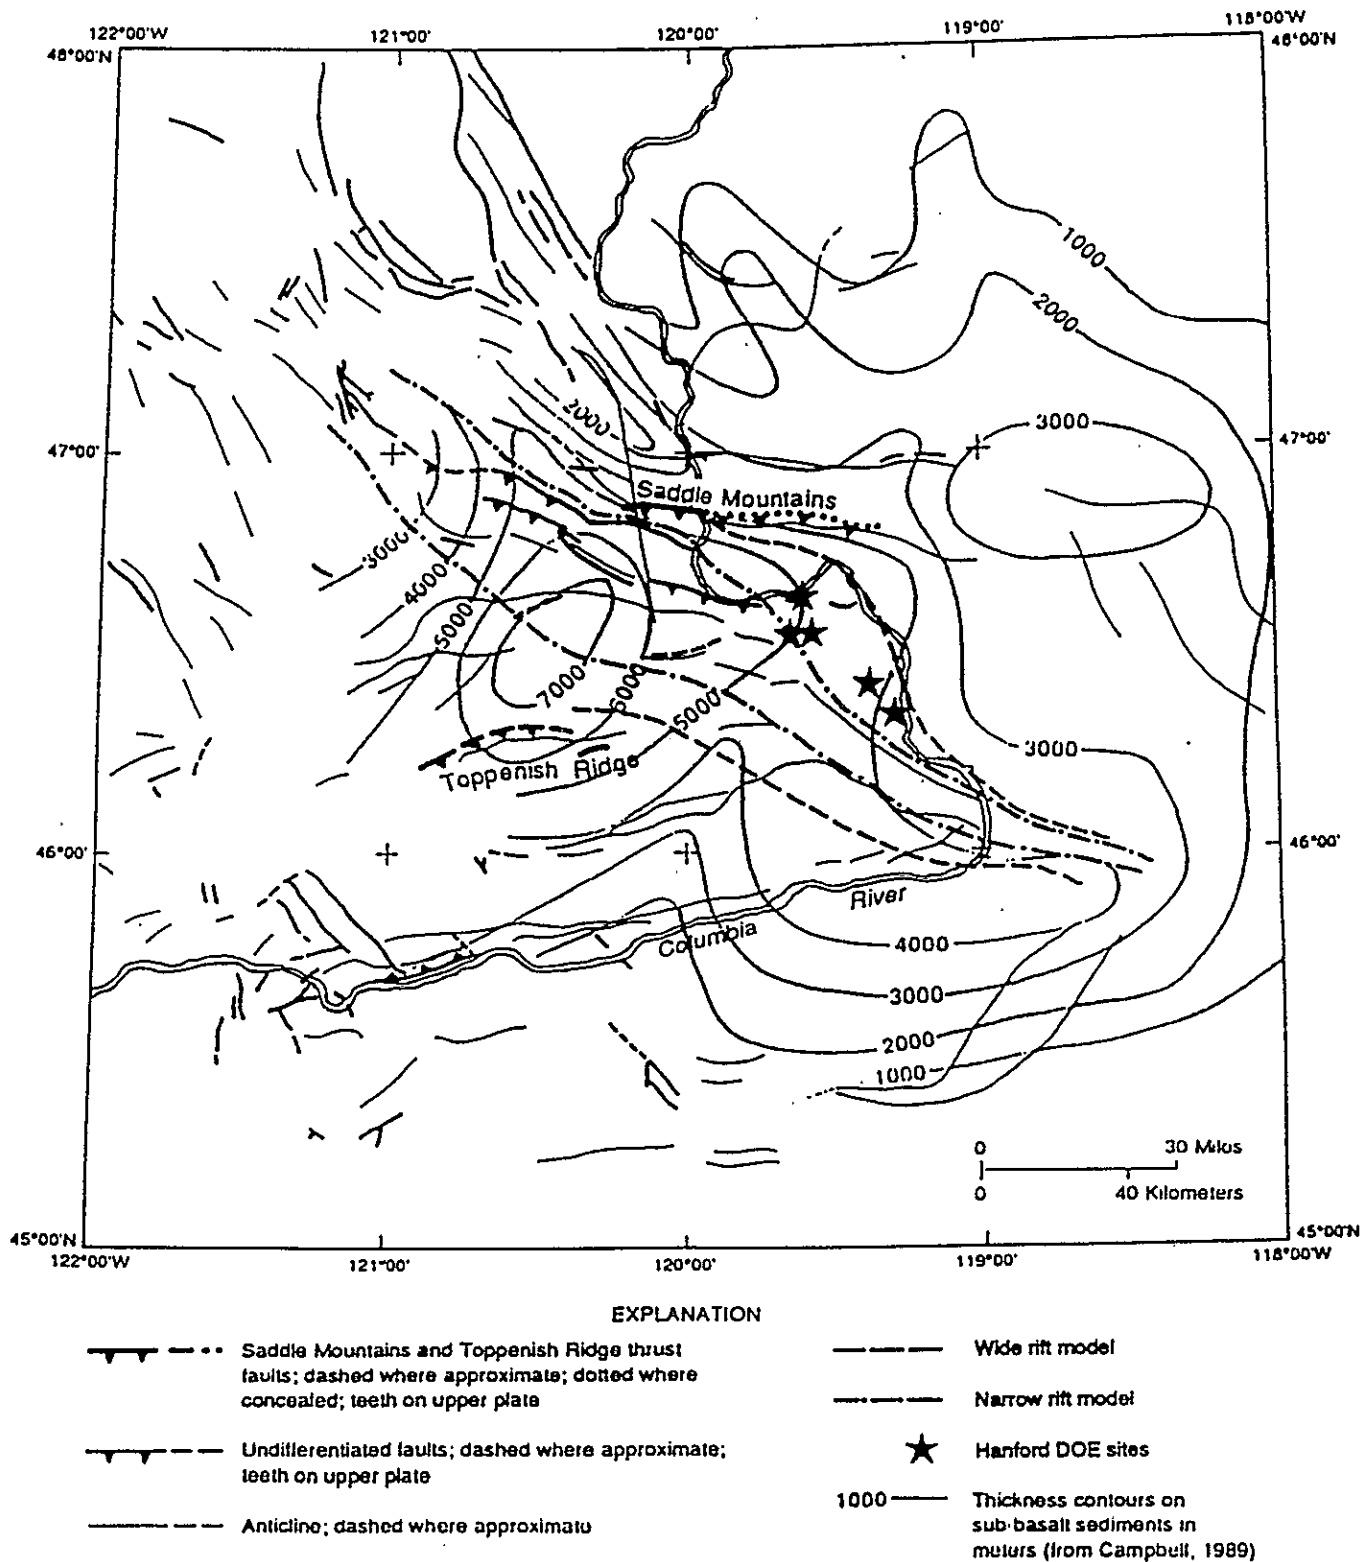 122°00'W 121°00' 120°00' 119°00' 118°00'W
48°00'N 48°00'N
1000
2000
2000
3000
47°00' 47°00'
Saddle Mountains
3000
4000
5000
7000
6000
5000
3000
Toppenish Ridge
46°00' 46°00'
River
Columbia
4000
3000
2000
1000
0 30 Miles
0 40 Kilometers
45°00'N 45°00'N
122°00'W 121°00' 120°00' 119°00' 118°00'W
EXPLANATION
Saddle Mountains and Toppenish Ridge thrust
faults; dashed where approximate; dotted where
concealed; teeth on upper plate
Undifferentiated faults; dashed where approximate;
teeth on upper plate
Anticline; dashed where approximate
Wide rift model
Narrow rift model
Hanford DOE sites
1000 Thickness contours on
sub-basalt sediments in
meters (from Campbell, 1989)